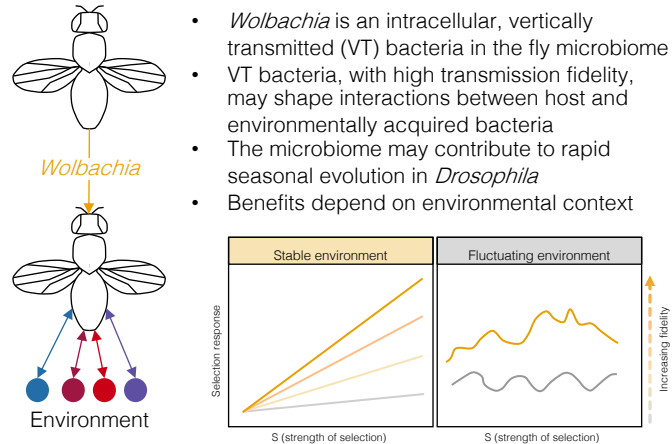 Wolbachia
Environment
• Wolbachia is an intracellular, vertically
transmitted (VT) bacteria in the fly microbiome
• VT bacteria, with high transmission fidelity,
may shape interactions between host and
environmentally acquired bacteria
• The microbiome may contribute to rapid
seasonal evolution in Drosophila
• Benefits depend on environmental context
Stable environment
Fluctuating environment
Selection response
S (strength of selection)
S (strength of selection)
Increasing fidelity